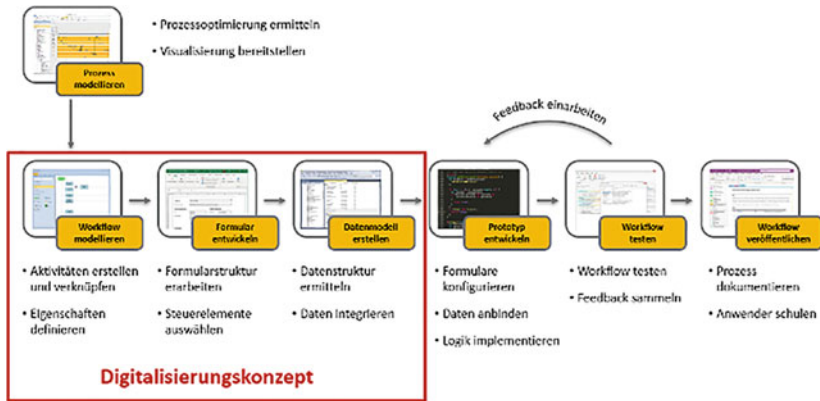 • Prozessoptimierung ermitteln
• Visualisierung bereitstellen
Prozess
modellieren
Feedback einarbeiten
Workflow
modellieren
Formular
entwickeln
Datenmodell
erstellen
Prototyp
entwickeln
Workflow
testen
Workflow
veröffentlichen
• Aktivitäten erstellen
und verknüpfen
• Eigenschaften
definieren
• Formularstruktur
erarbeiten
• Steuerelemente
auswählen
• Datenstruktur
ermitteln
• Daten integrieren
• Formulare
konfigurieren
• Daten anbinden
• Logik implementieren
• Workflow testen
• Feedback sammeln
• Prozess
dokumentieren
• Anwender schulen
Digitalisierungskonzept